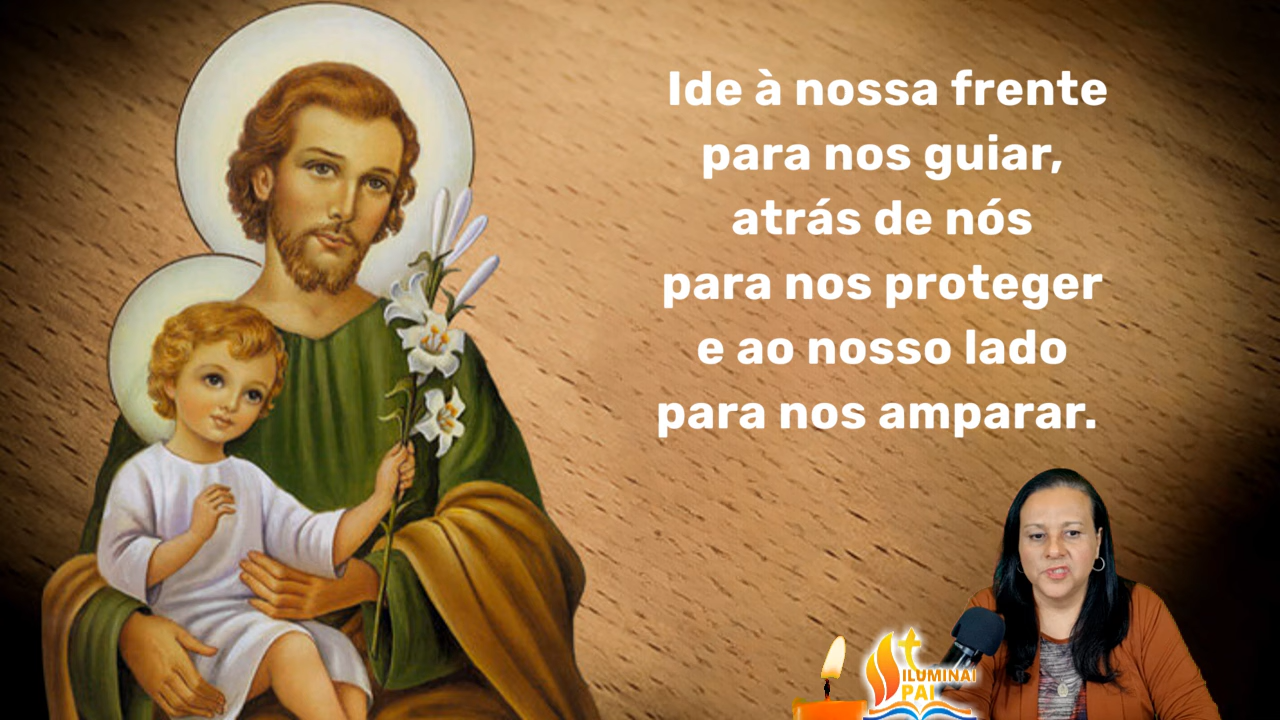 Ide à nossa frente
para nos guiar,
atrás de nós
para nos proteger
e ao nosso lado
para nos amparar.
ILUMINAI
PAI